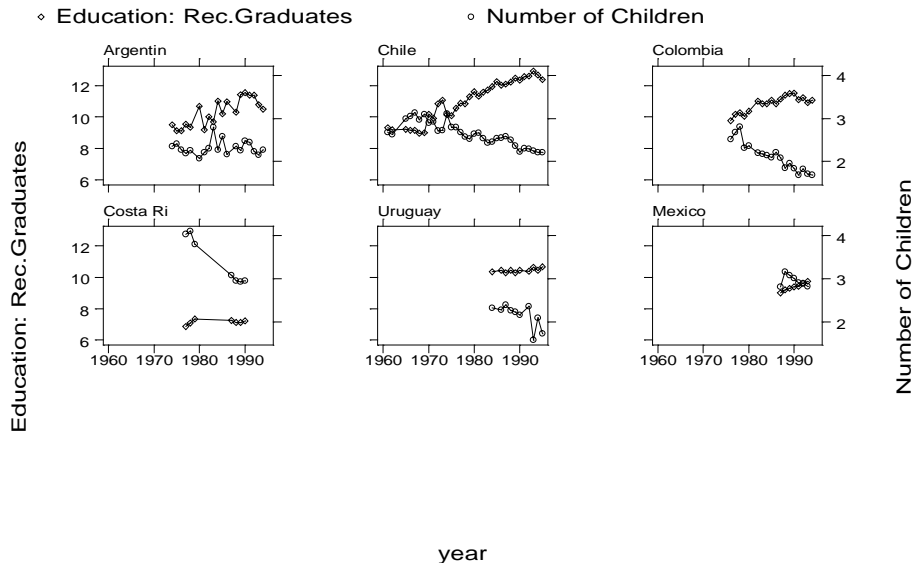 Education: Rec.Graduates
Number of Children
Argentin
Chile
Colombia
12
10
8
6
4
3
2
Costa Ri
Uruguay
Mexico
12
10
8
6
4
3
2
1960 1970 1980 1990
1960 1970 1980 1990
1960 1970 1980 1990
Education: Rec.Graduates
Number of Children
year